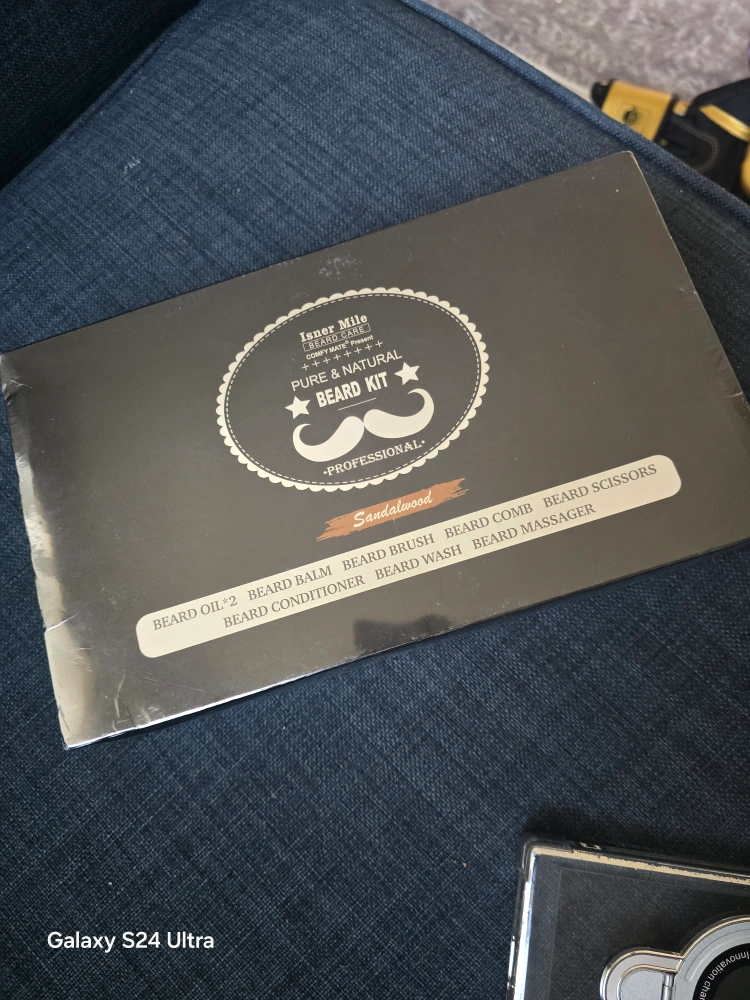 Isner Mile
BEARD CARE
COMFY MATE® Present
PURE & NATURAL
BEARD KIT
·PROFESSIONAL·
Sandalwood
BEARD OIL*2 BEARD BALM BEARD BRUSH BEARD COMB BEARD SCISSORS
BEARD CONDITIONER BEARD WASH BEARD MASSAGER
Innovation
Galaxy S24 Ultra